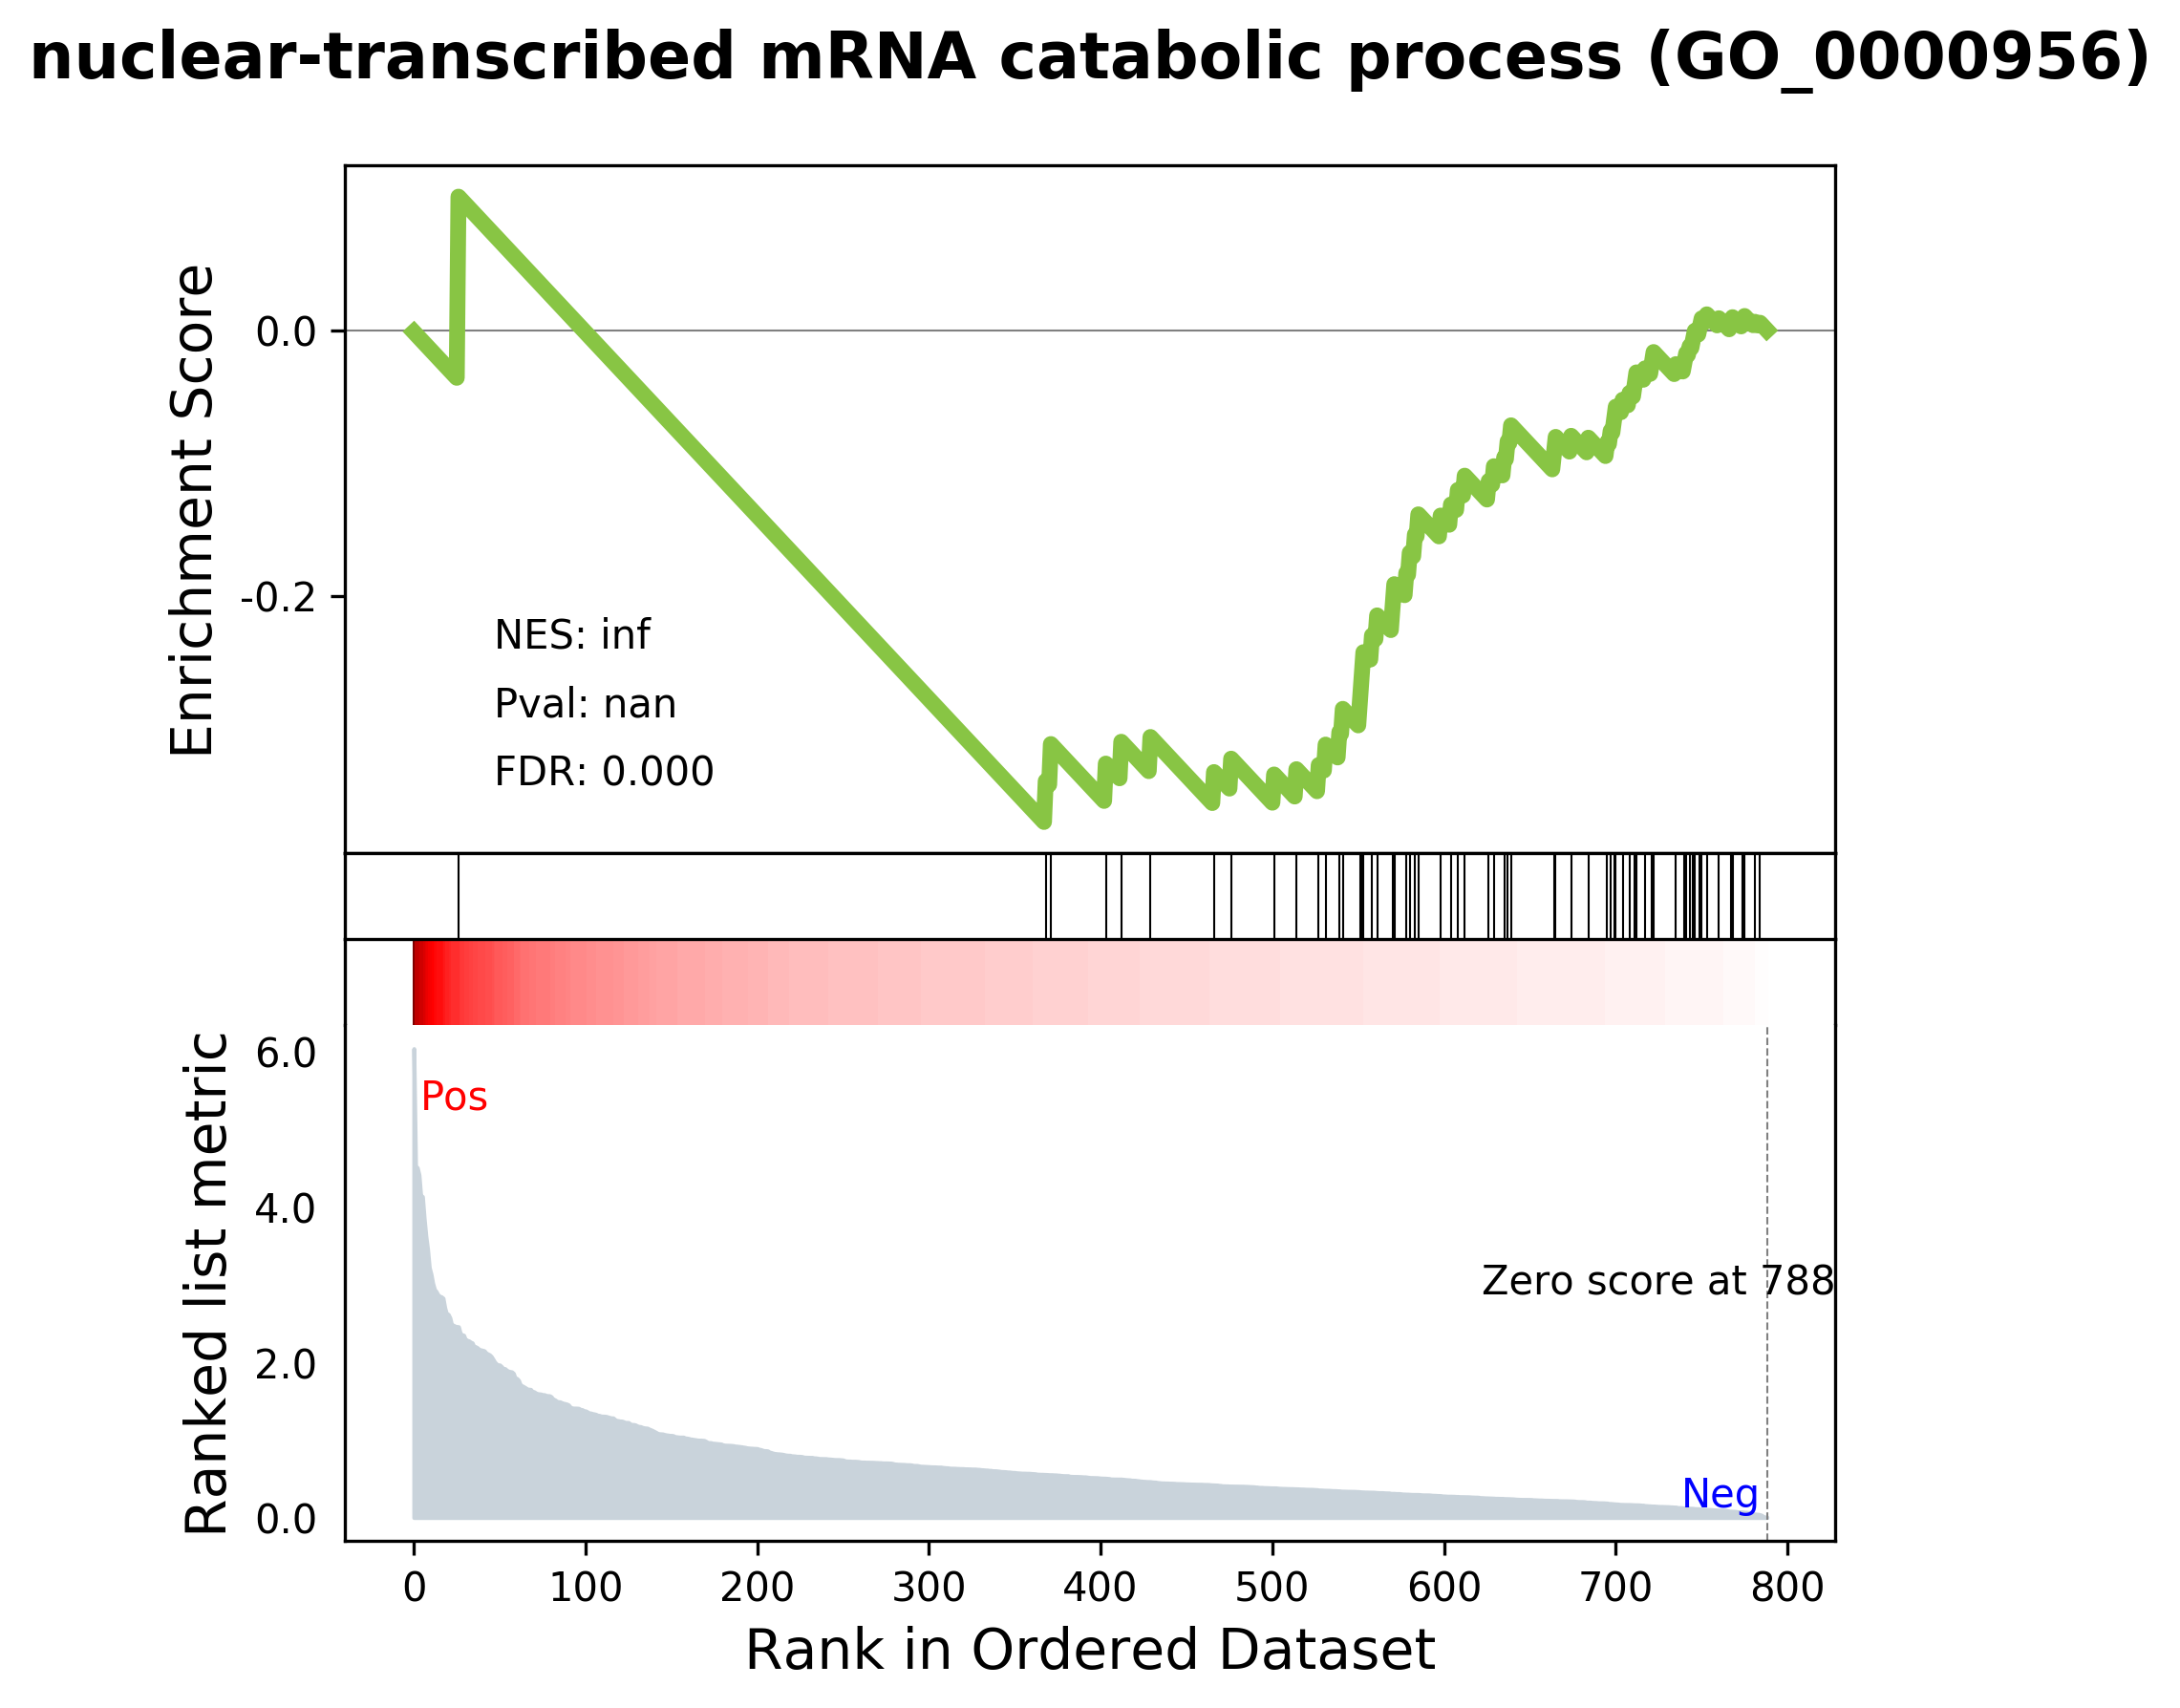 nuclear-transcribed mRNA catabolic process (GO_0000956)
Enrichment Score
0.0
-0.2
NES: inf
Pval: nan
FDR: 0.000
Ranked list metric
6.0
4.0
2.0
0.0
Pos
Zero score at 788
Neg
0 100 200 300 400 500 600 700 800
Rank in Ordered Dataset